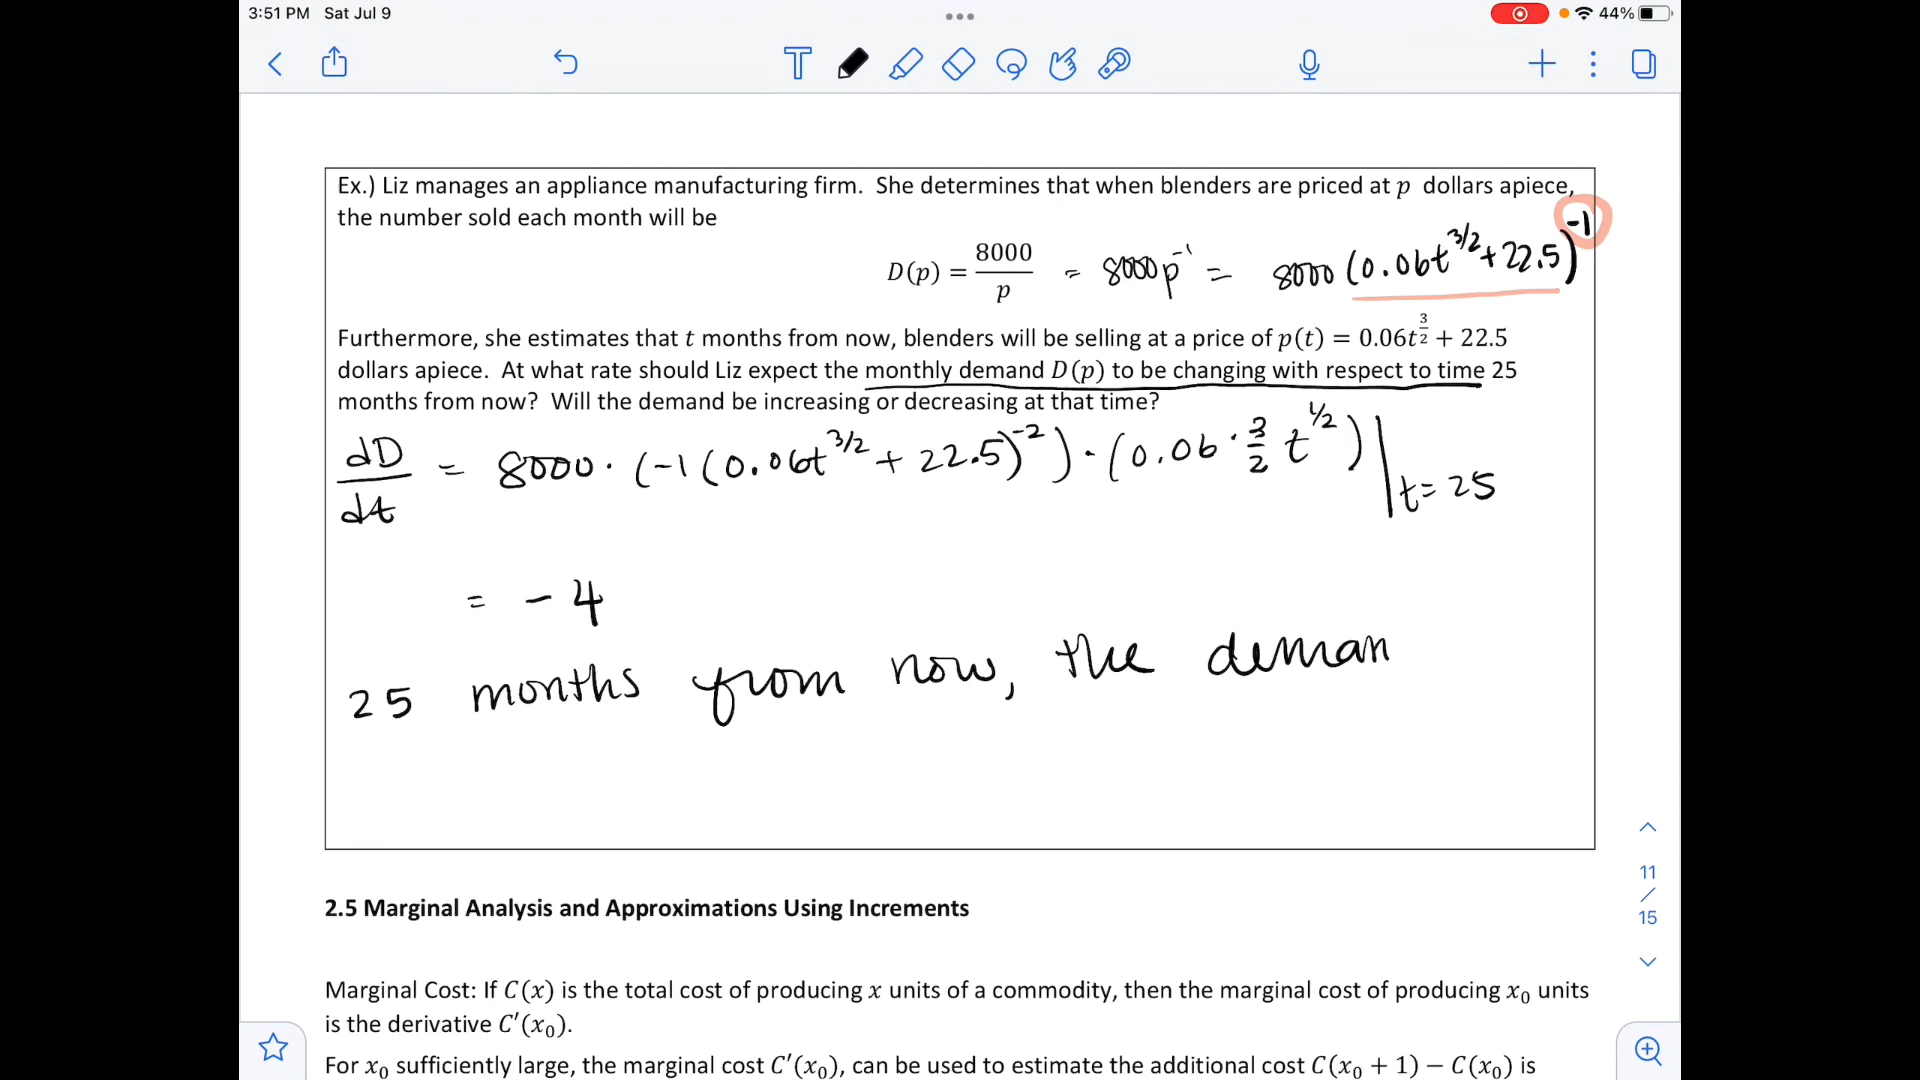 3:51 PM Sat Jul 9
44%
T
Ex.) Liz manages an appliance manufacturing firm. She determines that when blenders are priced at p dollars apiece,
the number sold each month will be
D(p) = 8000/p = 8000p⁻¹ = 8000 (0.06t^3/2 + 22.5)^-1
Furthermore, she estimates that t months from now, blenders will be selling at a price of p(t) = 0.06t^3/2 + 22.5
dollars apiece. At what rate should Liz expect the monthly demand D(p) to be changing with respect to time 25
months from now? Will the demand be increasing or decreasing at that time?
dD/dt = 8000 · (-1 (0.06t^3/2 + 22.5)^-2) · (0.06 · 3/2 t^1/2) | t = 25
= - 4
25 months from now, the deman
11
/
15
2.5 Marginal Analysis and Approximations Using Increments
Marginal Cost: If C(x) is the total cost of producing x units of a commodity, then the marginal cost of producing x₀ units
is the derivative C′(x₀).
For x₀ sufficiently large, the marginal cost C′(x₀), can be used to estimate the additional cost C(x₀ + 1) − C(x₀) is